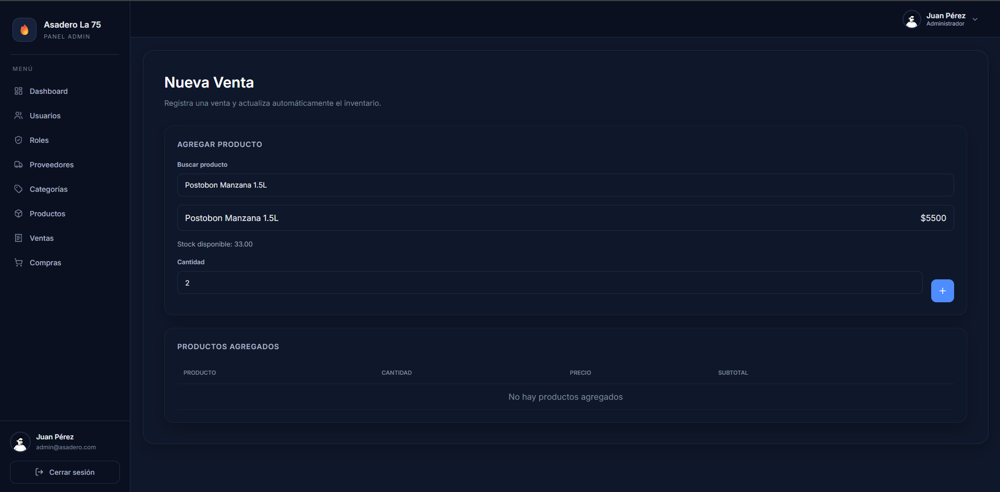 Asadero La 75
PANEL ADMIN
MENÚ
Dashboard
Usuarios
Roles
Proveedores
Categorías
Productos
Ventas
Compras
Juan Pérez
admin@asadero.com
Cerrar sesión
Juan Pérez
Administrador
Nueva Venta
Registra una venta y actualiza automáticamente el inventario.
AGREGAR PRODUCTO
Buscar producto
Postobon Manzana 1.5L
Postobon Manzana 1.5L $5500
Stock disponible: 33.00
Cantidad
2
+
PRODUCTOS AGREGADOS
PRODUCTO CANTIDAD PRECIO SUBTOTAL
No hay productos agregados